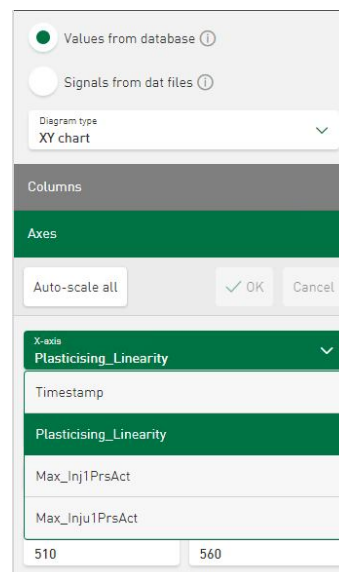 Values from database
Signals from dat files
Diagram type
XY chart
Columns
Axes
Auto-scale all
OK
Cancel
X-axis
Plasticising_Linearity
Timestamp
Plasticising_Linearity
Max_Inj1PrsAct
Max_Inju1PrsAct
510
560